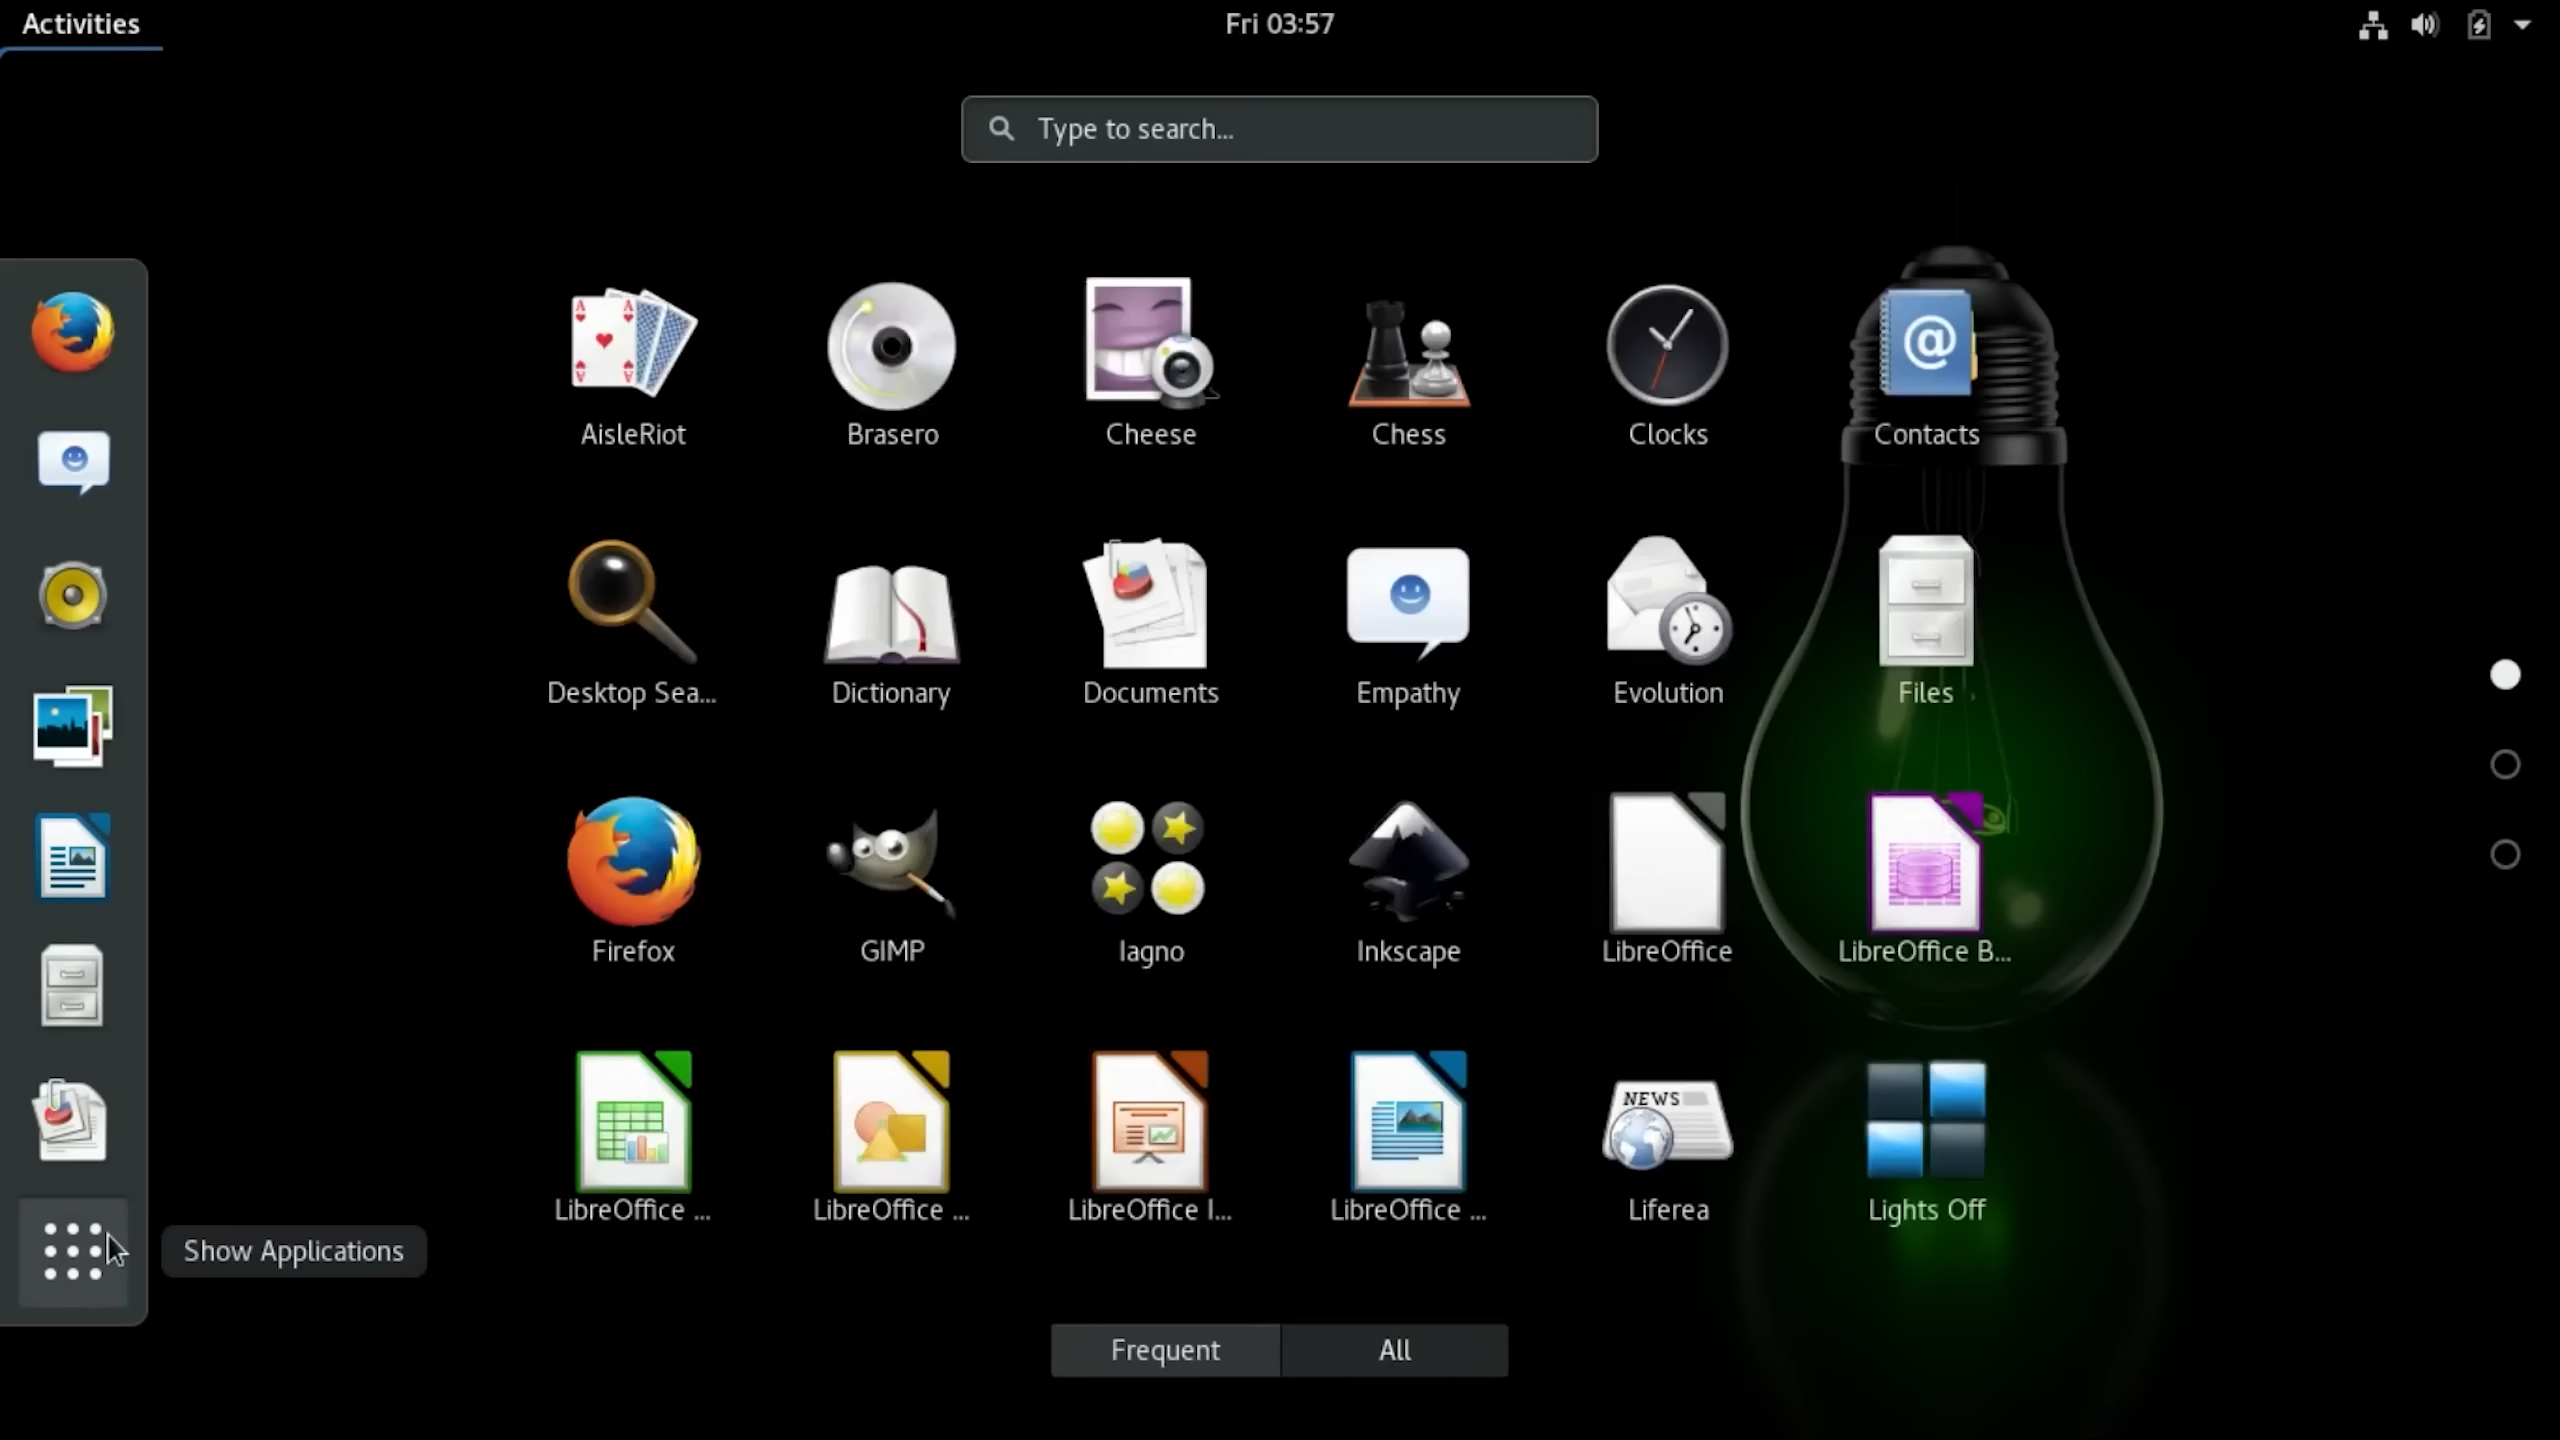 Activities
Fri 03:57
Type to search...
AisleRiot
Brasero
Cheese
Chess
Clocks
Contacts
Desktop Sea...
Dictionary
Documents
Empathy
Evolution
Files
Firefox
GIMP
Iagno
Inkscape
LibreOffice
LibreOffice B...
NEWS
LibreOffice ...
LibreOffice ...
LibreOffice I...
LibreOffice ...
Liferea
Lights Off
Show Applications
Frequent
All